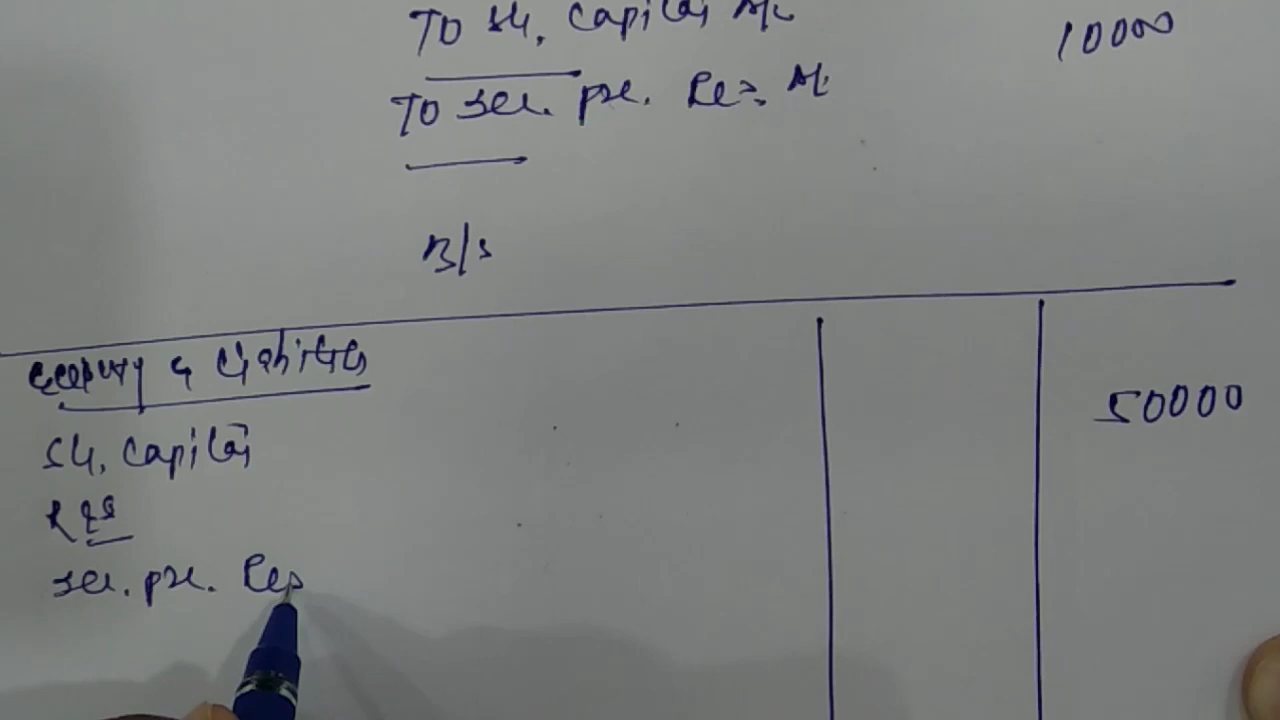 To sh. Capital A/c 10000
To sec. pre. Res. A/c
B/s
Equity & Liabilities
50000
sh. Capital
R & S
sec. pre. Res